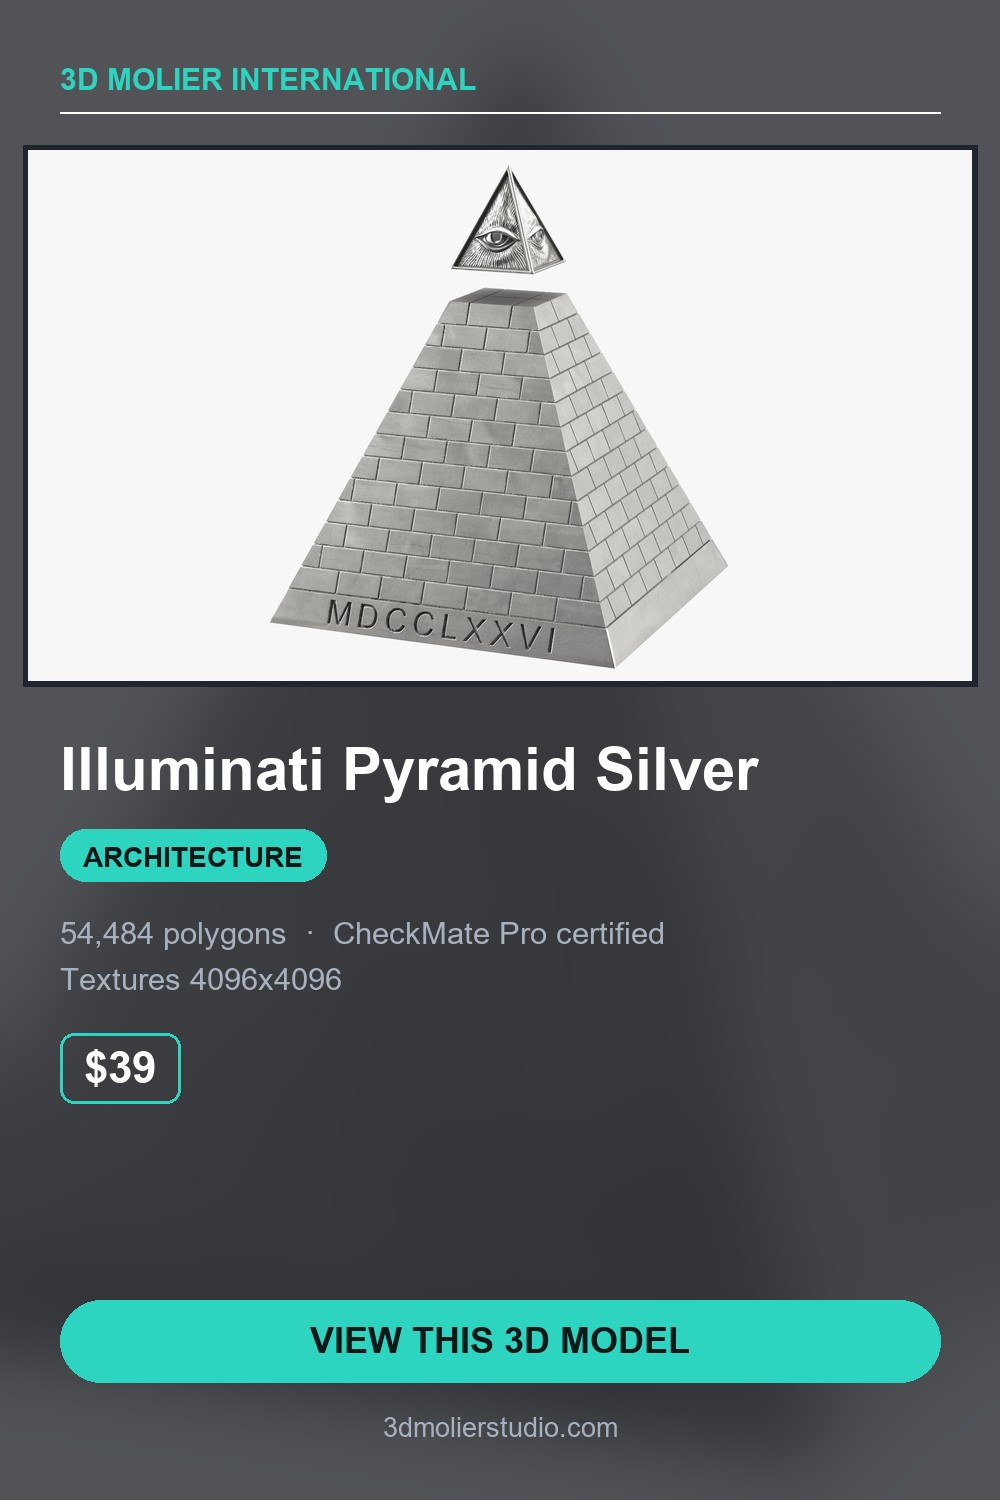 3D MOLIER INTERNATIONAL
MDCCLXXVI
Illuminati Pyramid Silver
ARCHITECTURE
54,484 polygons · CheckMate Pro certified
Textures 4096x4096
$39
VIEW THIS 3D MODEL
3dmolierstudio.com